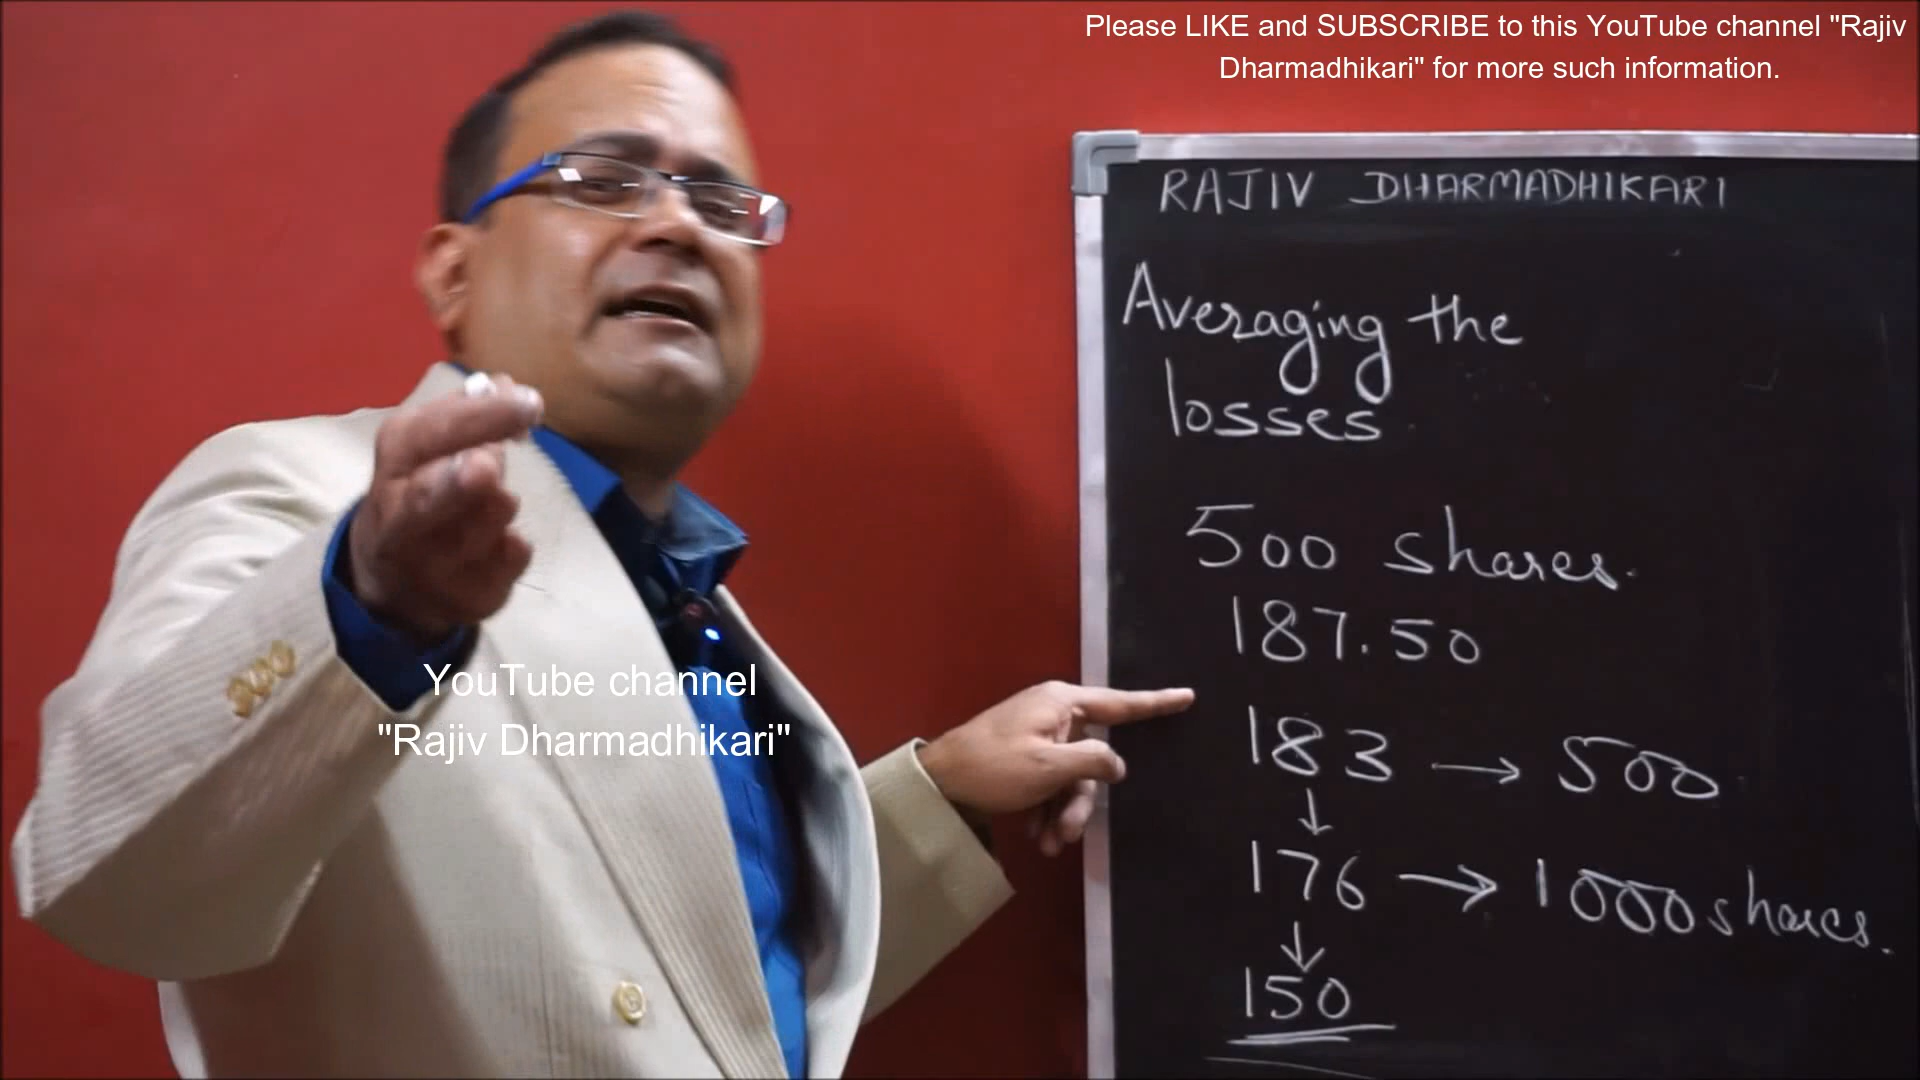 Please LIKE and SUBSCRIBE to this YouTube channel "Rajiv
Dharmadhikari" for more such information.
RAJIV DHARMADHIKARI
Averaging the
losses
500 shares.
187.50
183 → 500
↓
176 → 1000 shares.
↓
150
YouTube channel
"Rajiv Dharmadhikari"